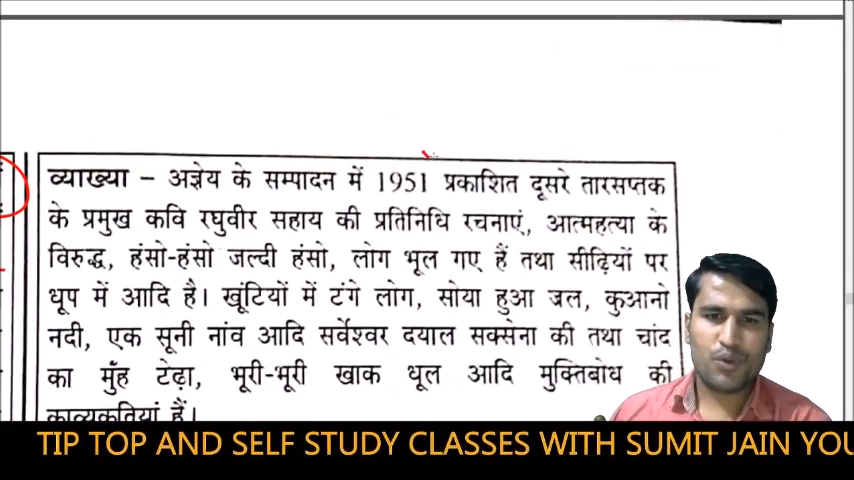 व्याख्या – अज्ञेय के सम्पादन में 1951 प्रकाशित दूसरे तारसप्तक
के प्रमुख कवि रघुवीर सहाय की प्रतिनिधि रचनाएं, आत्महत्या के
विरुद्ध, हंसो-हंसो जल्दी हंसो, लोग भूल गए हैं तथा सीढ़ियों पर
धूप में आदि है। खूंटियों में टंगे लोग, सोया हुआ जल, कुआनो
नदी, एक सूनी नांव आदि सर्वेश्वर दयाल सक्सेना की तथा चांद
का मुँह टेढ़ा, भूरी-भूरी खाक धूल आदि मुक्तिबोध की
काव्यकृतियां हैं।
TIP TOP AND SELF STUDY CLASSES WITH SUMIT JAIN YOU